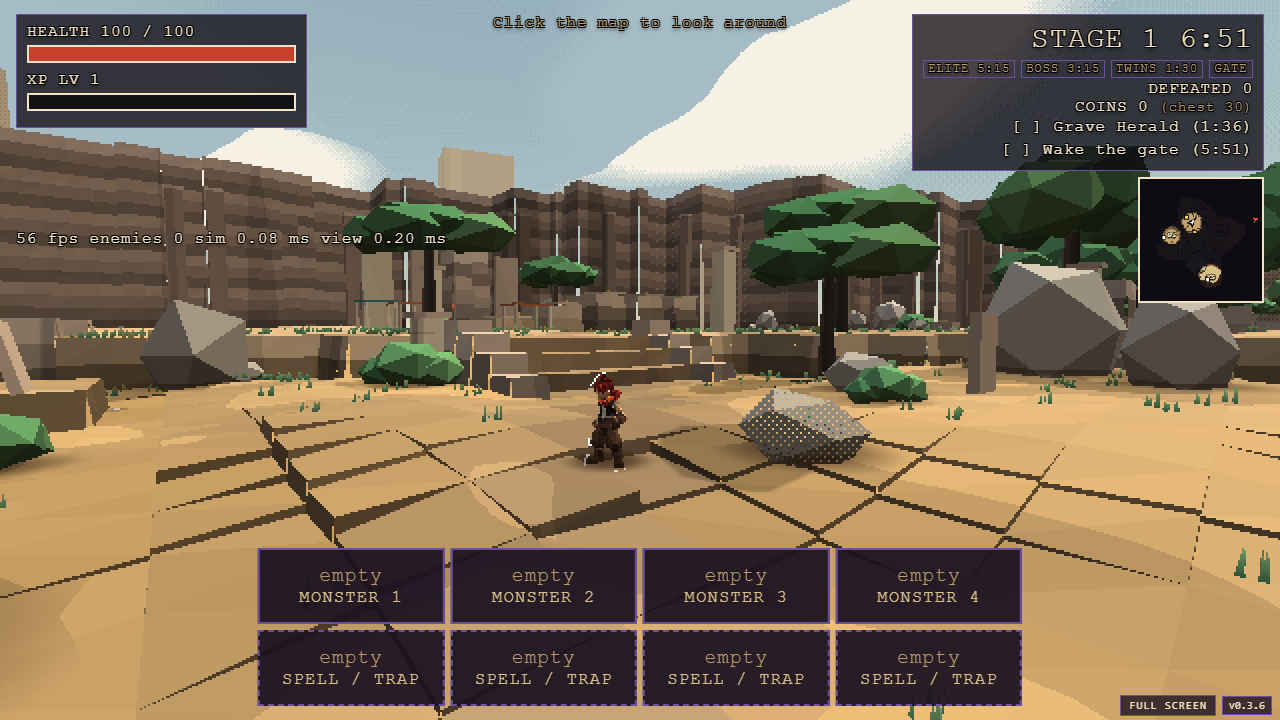 HEALTH 100 / 100
XP LV 1
Click the map to look around
STAGE 1 6:51
ELITE 5:15 BOSS 3:15 TWINS 1:30 GATE
DEFEATED 0
COINS 0 (chest 30)
[ ] Grave Herald (1:36)
[ ] Wake the gate (5:51)
56 fps enemies 0 sim 0.08 ms view 0.20 ms
empty empty empty empty
MONSTER 1 MONSTER 2 MONSTER 3 MONSTER 4
empty empty empty empty
SPELL / TRAP SPELL / TRAP SPELL / TRAP SPELL / TRAP
FULL SCREEN v0.3.6